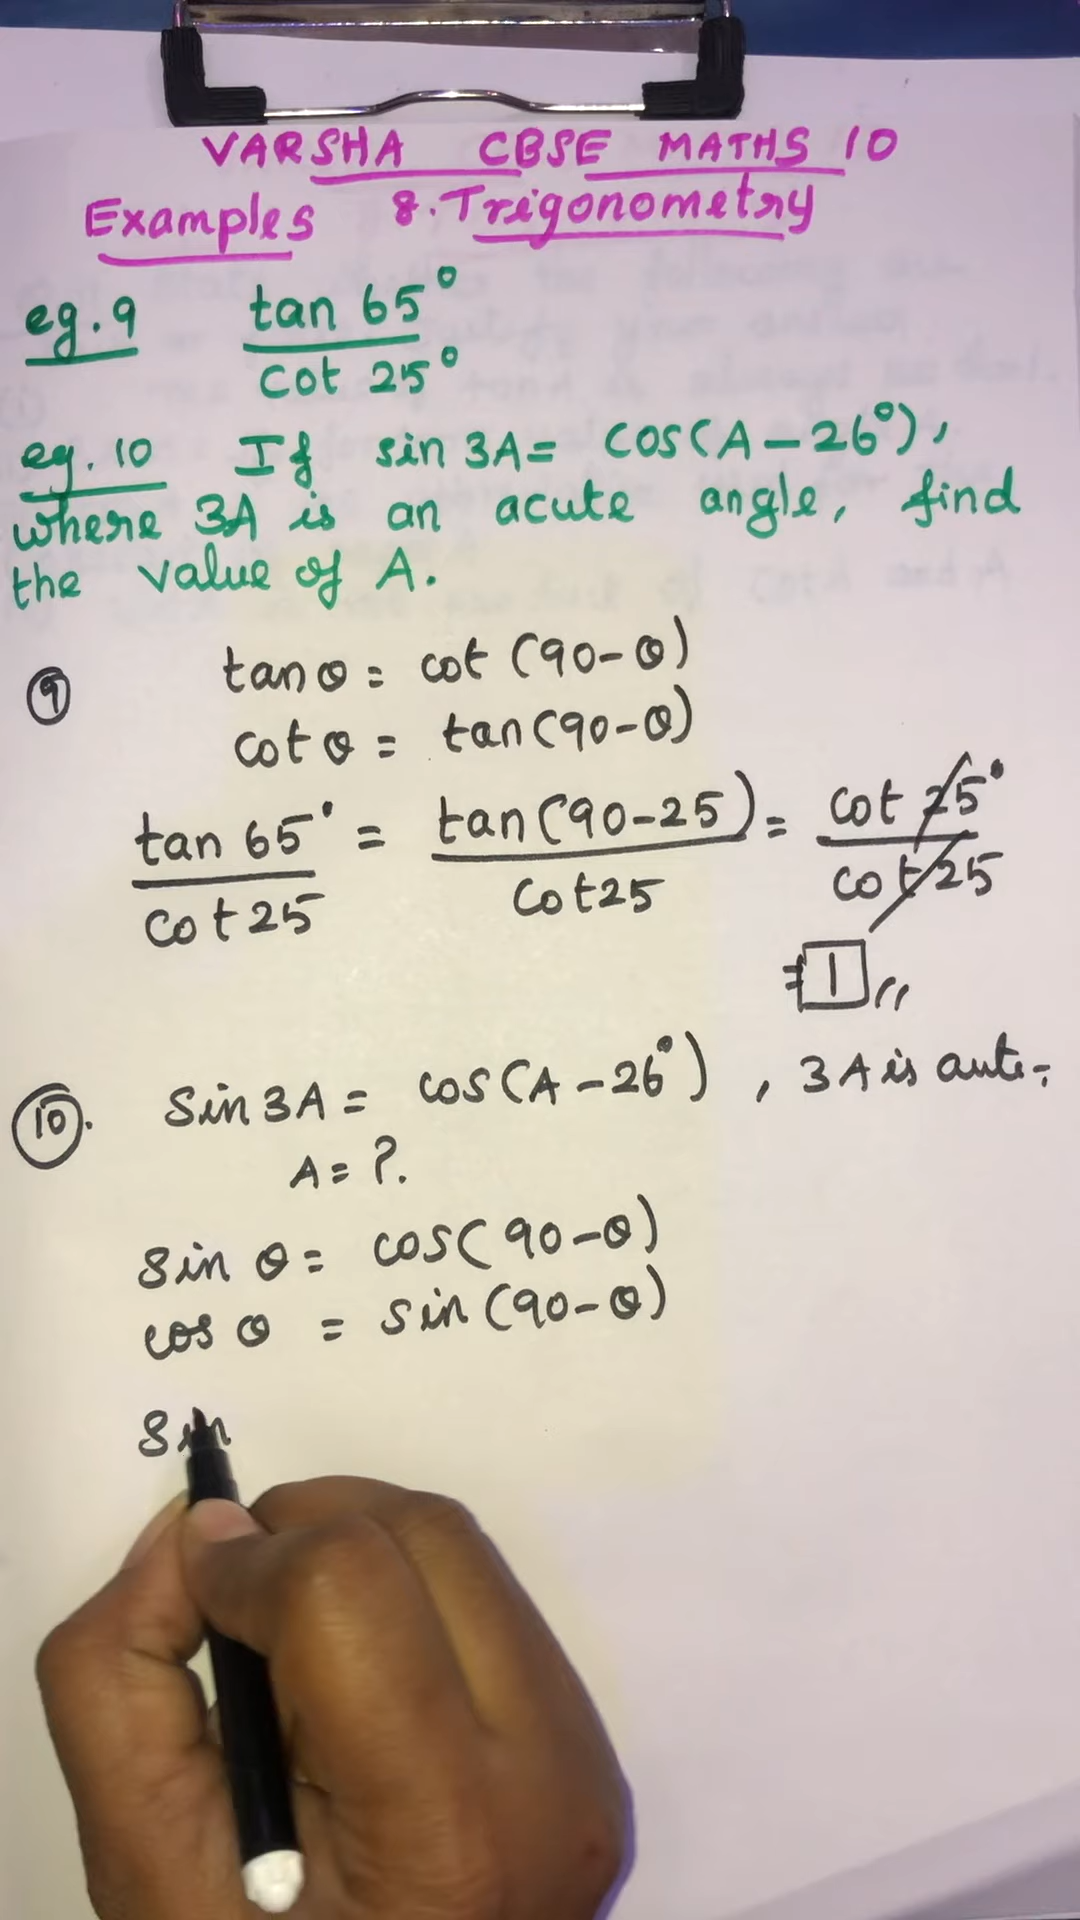 VARSHA CBSE MATHS 10
Examples 8. Trigonometry
eg. 9 tan 65°
cot 25°
eg. 10 If sin 3A = cos(A - 26°),
where 3A is an acute angle, find
the value of A.
9 tan θ = cot (90-θ)
cot θ = tan(90-θ)
tan 65° = tan(90-25) = cot 25°
cot 25 cot25 cot 25
= 1 //
10. sin 3A = cos(A - 26°), 3A is aute.
A = ?.
sin θ = cos(90-θ)
cos θ = sin(90-θ)
sin